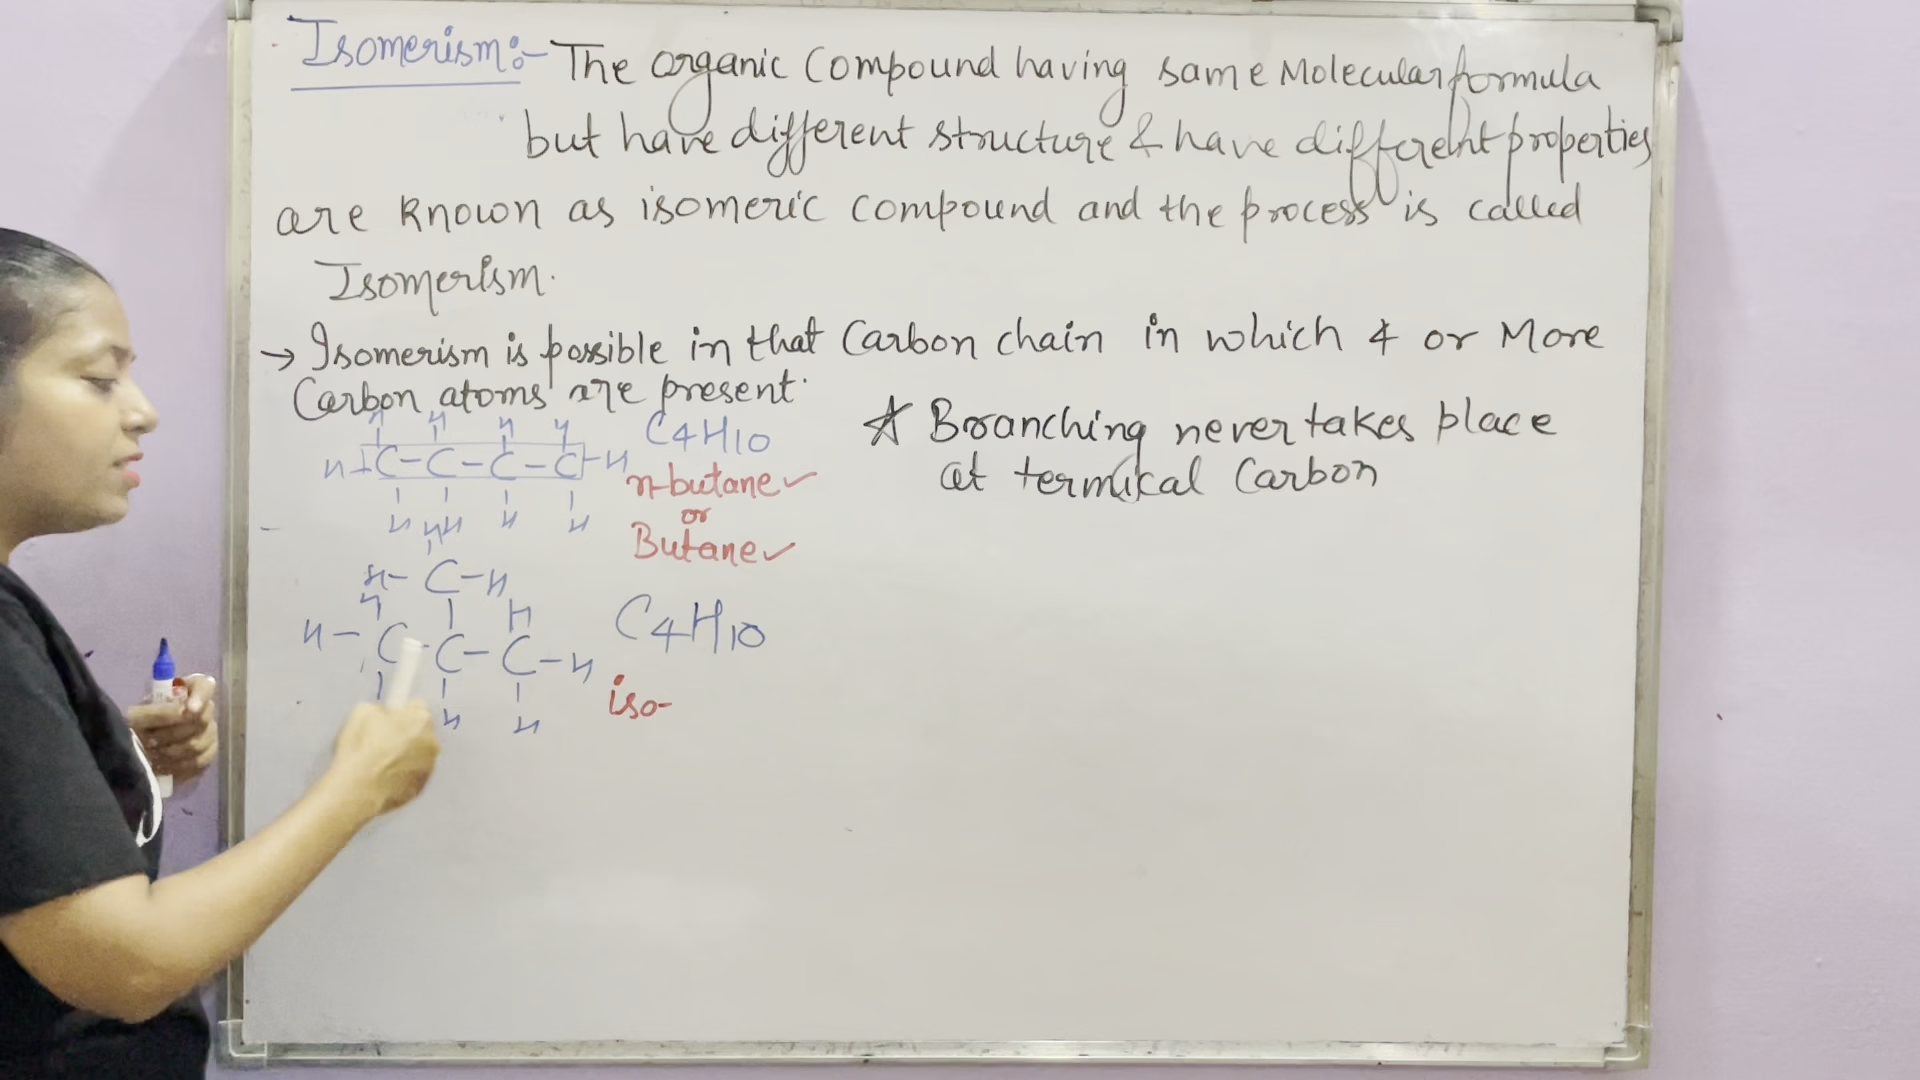 Isomerism:- The organic Compound having same Molecular formula
but have different structure & have different properties
are known as isomeric compound and the process is called
Isomerism.
→ Isomerism is possible in that Carbon chain in which 4 or More
Carbon atoms are present.
H H H H
H-C-C-C-C-H
H H H H
C4H10
n-butane ✓
or
Butane ✓
H
H-C-H
H H
H-C-C-C-H
H H
C4H10
iso-
☆ Branching never takes place
at terminal Carbon